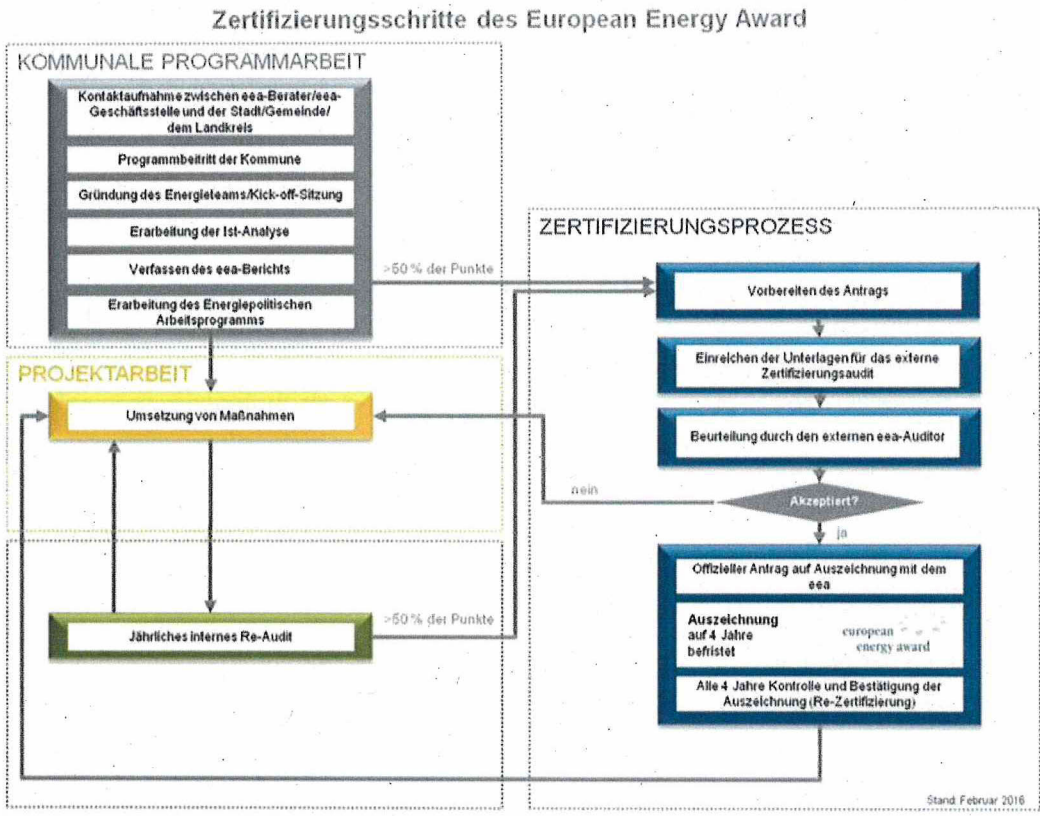 Zertifizierungsschritte des European Energy Award
KOMMUNALE PROGRAMMARBEIT
Kontaktaufnahme zwischen eea-Berater/eea-
Geschäftsstelle und der Stadt/Gemeinde/
dem Landkreis
Programmbeitritt der Kommune
Gründung des Energieteams/Kick-off-Sitzung
Erarbeitung der Ist-Analyse
Verfassen des eea-Berichts
Erarbeitung des Energiepolitischen
Arbeitsprogramms
>50 % der Punkte
PROJEKTARBEIT
Umsetzung von Maßnahmen
Jährliches internes Re-Audit
>50 % der Punkte
ZERTIFIZIERUNGSPROZESS
Vorbereiten des Antrags
Einreichen der Unterlagen für das externe
Zertifizierungsaudit
Beurteilung durch den externen eea-Auditor
Akzeptiert?
nein
ja
Offizieller Antrag auf Auszeichnung mit dem
eea
Auszeichnung
auf 4 Jahre
befristet
european
energy award
Alle 4 Jahre Kontrolle und Bestätigung der
Auszeichnung (Re-Zertifizierung)
Stand: Februar 2016